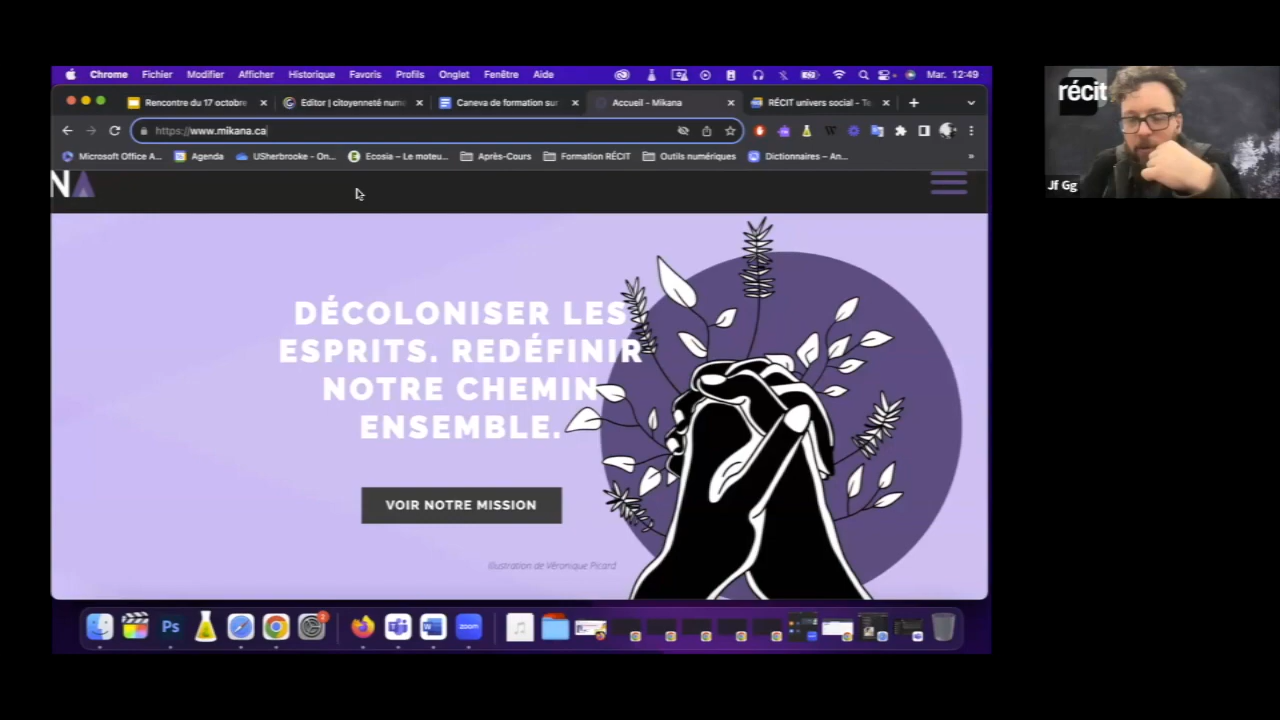 Chrome Fichier Modifier Afficher Historique Favoris Profils Onglet Fenêtre Aide Mar. 12:49
Rencontre du 17 octobre Editor | citoyenneté num Caneva de formation sur Accueil - Mikana RÉCIT univers social - Te
https://www.mikana.ca
Microsoft Office A... Agenda USherbrooke - On... Ecosia – Le moteu... Après-Cours Formation RÉCIT Outils numériques Dictionnaires – An... »
NA
DÉCOLONISER LES
ESPRITS. REDÉFINIR
NOTRE CHEMIN
ENSEMBLE.
VOIR NOTRE MISSION
Illustration de Véronique Picard
Ps zoom
récit
Jf Gg